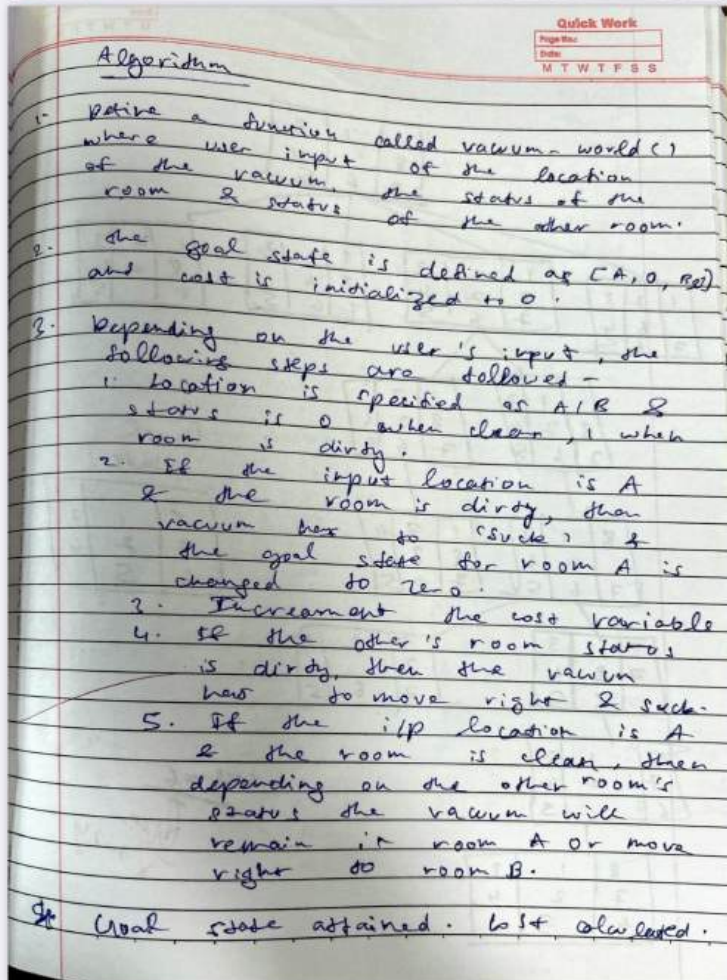 Quick Work
Page No.:
Date:
M T W T F S S
Algorithm
1. Define a function called vacuum-world()
where user input of the location
of the vacuum, the status of the
room & status of the other room.
2. The goal state is defined as [A, 0, B,0]
and cost is initialized to 0.
3. Depending on the user's input, the
following steps are followed -
1. Location is specified as A/B &
status is 0 when clean, 1 when
room is dirty.
2. If the input location is A
& the room is dirty, then
vacuum has to 'suck' &
the goal state for room A is
changed to zero.
3. Increament the cost variable
4. If the other's room status
is dirty, then the vacuum
has to move right & suck.
5. If the i/p location is A
& the room is clean, then
depending on the other room's
status the vacuum will
remain in room A or move
right to room B.
4. Goal state attained. Cost calculated.